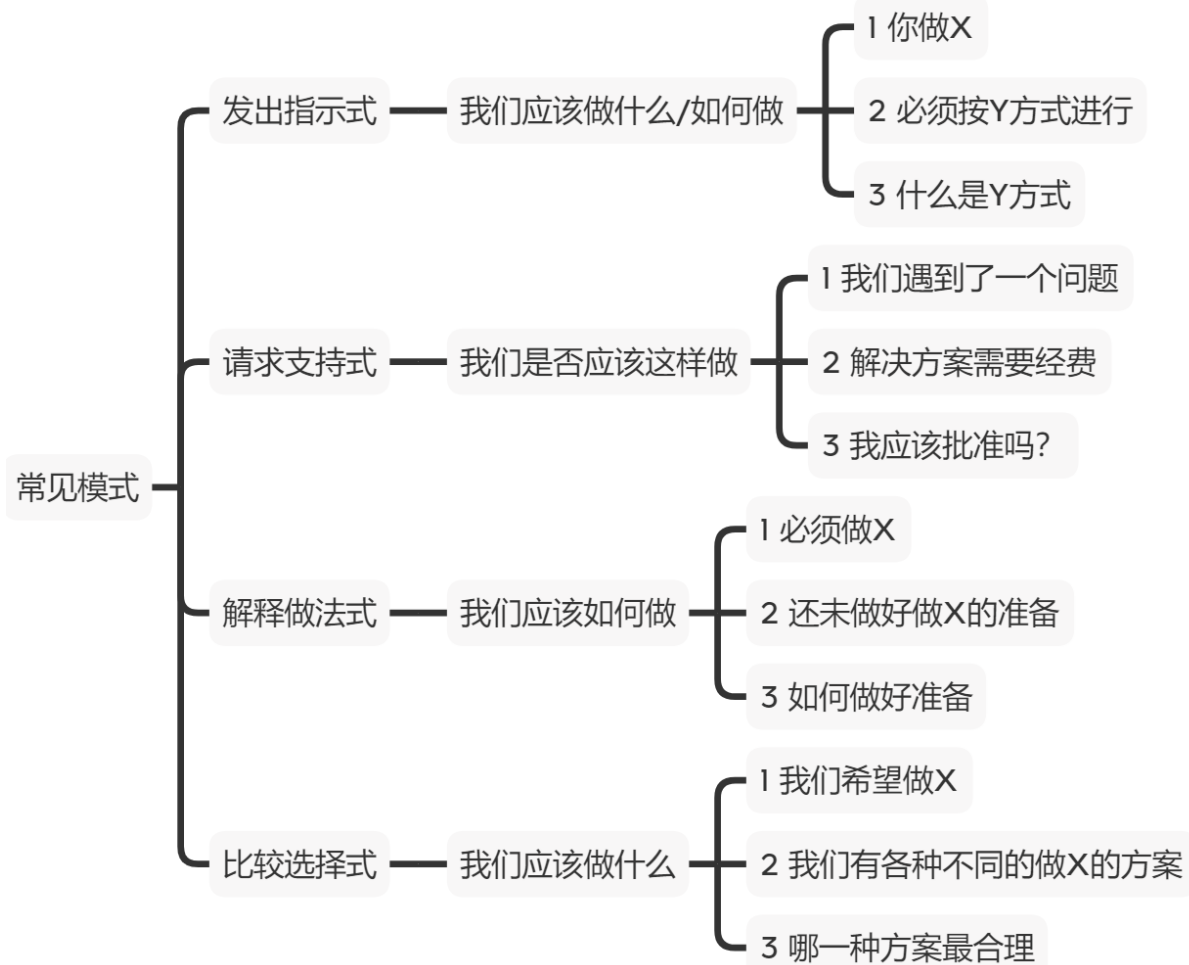 常见模式
发出指示式
我们应该做什么/如何做
1 你做X
2 必须按Y方式进行
3 什么是Y方式
请求支持式
我们是否应该这样做
1 我们遇到了一个问题
2 解决方案需要经费
3 我应该批准吗?
解释做法式
我们应该如何做
1 必须做X
2 还未做好做X的准备
3 如何做好准备
比较选择式
我们应该做什么
1 我们希望做X
2 我们有各种不同的做X的方案
3 哪一种方案最合理